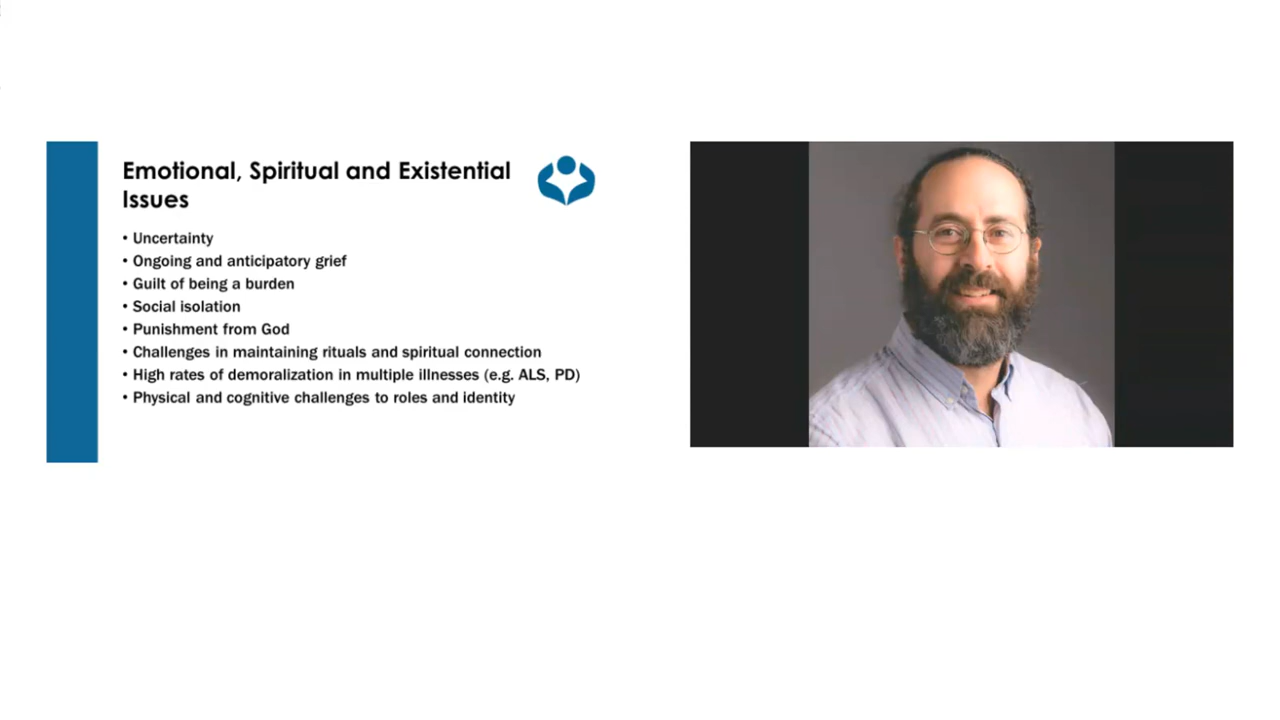 Emotional, Spiritual and Existential
Issues
• Uncertainty
• Ongoing and anticipatory grief
• Guilt of being a burden
• Social isolation
• Punishment from God
• Challenges in maintaining rituals and spiritual connection
• High rates of demoralization in multiple illnesses (e.g. ALS, PD)
• Physical and cognitive challenges to roles and identity